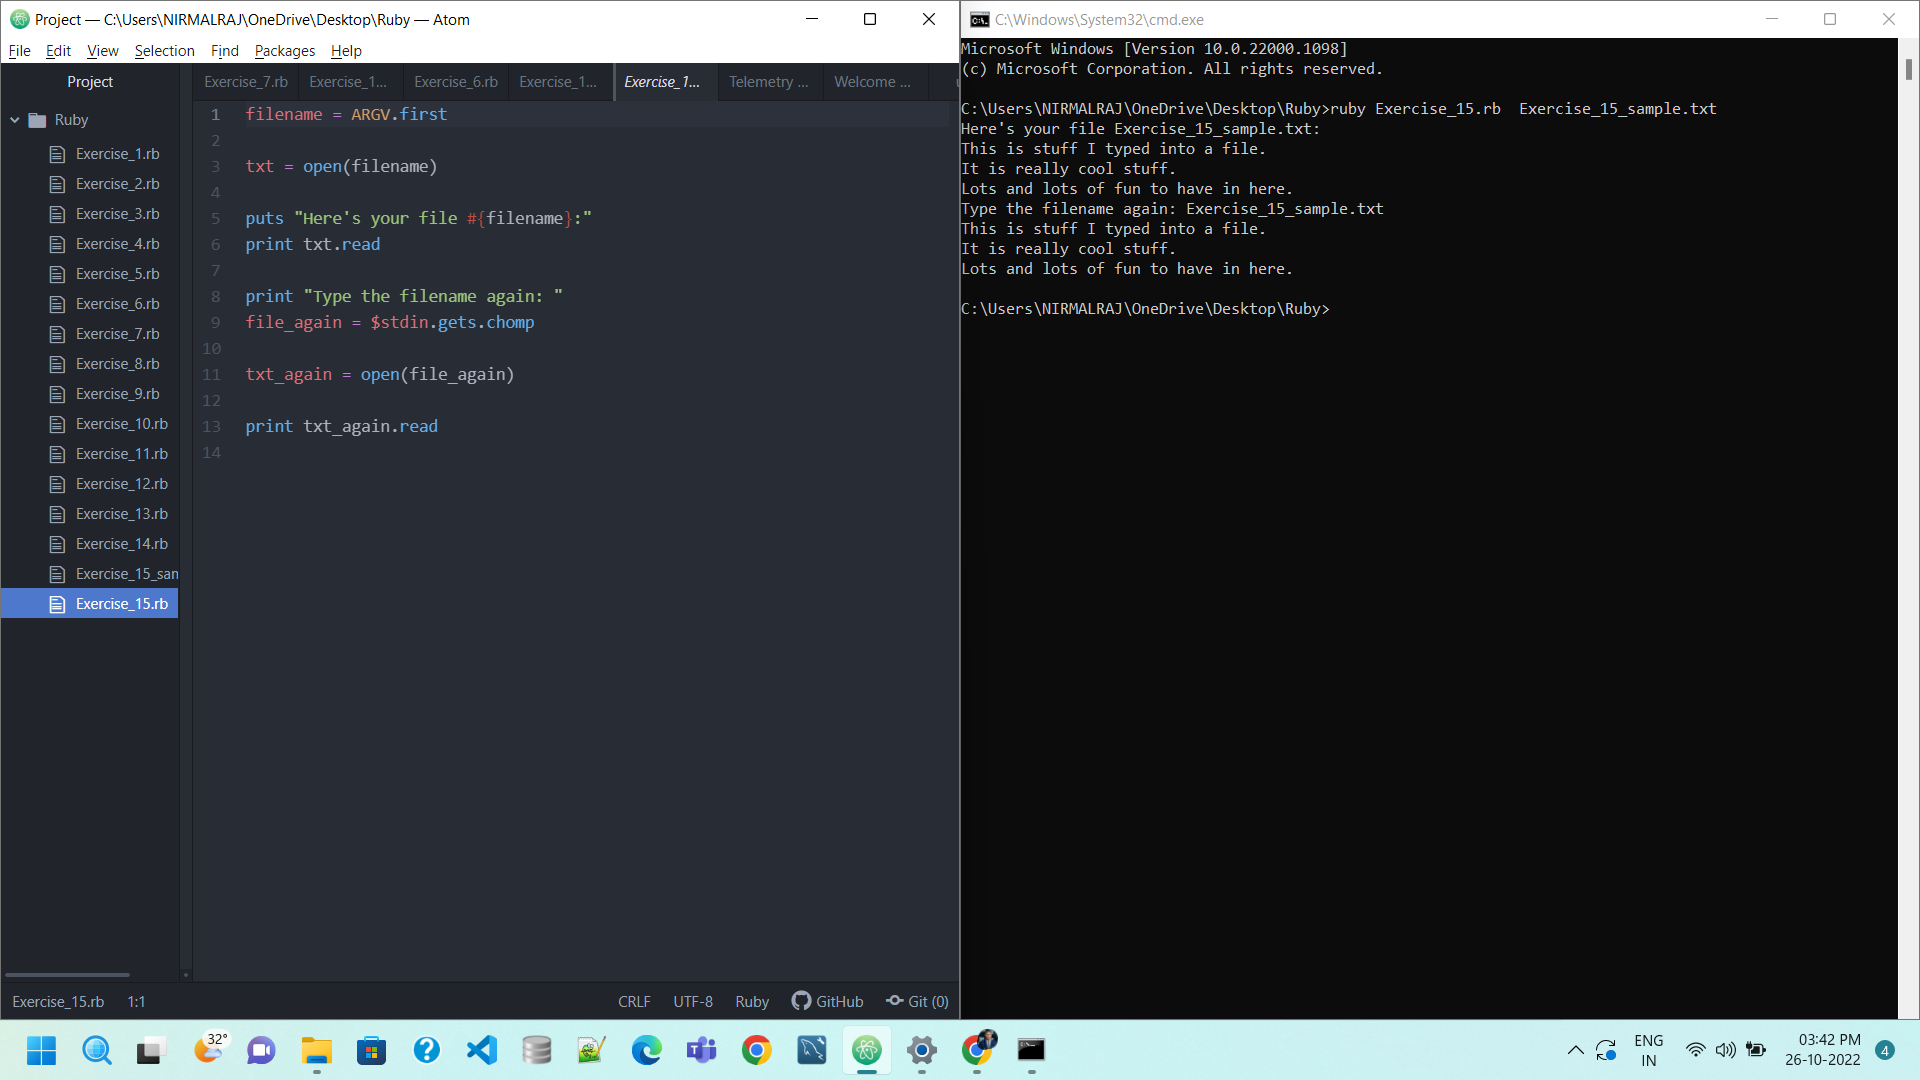 Project — C:\Users\NIRMALRAJ\OneDrive\Desktop\Ruby — Atom
File Edit View Selection Find Packages Help
Project
Ruby
Exercise_1.rb
Exercise_2.rb
Exercise_3.rb
Exercise_4.rb
Exercise_5.rb
Exercise_6.rb
Exercise_7.rb
Exercise_8.rb
Exercise_9.rb
Exercise_10.rb
Exercise_11.rb
Exercise_12.rb
Exercise_13.rb
Exercise_14.rb
Exercise_15_sam
Exercise_15.rb
Exercise_7.rb Exercise_1... Exercise_6.rb Exercise_1... Exercise_1... Telemetry ... Welcome ...
1 filename = ARGV.first
2
3 txt = open(filename)
4
5 puts "Here's your file #{filename}:"
6 print txt.read
7
8 print "Type the filename again: "
9 file_again = $stdin.gets.chomp
10
11 txt_again = open(file_again)
12
13 print txt_again.read
14
Exercise_15.rb 1:1 CRLF UTF-8 Ruby GitHub Git (0)
C:\Windows\System32\cmd.exe
Microsoft Windows [Version 10.0.22000.1098]
(c) Microsoft Corporation. All rights reserved.
C:\Users\NIRMALRAJ\OneDrive\Desktop\Ruby>ruby Exercise_15.rb  Exercise_15_sample.txt
Here's your file Exercise_15_sample.txt:
This is stuff I typed into a file.
It is really cool stuff.
Lots and lots of fun to have in here.
Type the filename again: Exercise_15_sample.txt
This is stuff I typed into a file.
It is really cool stuff.
Lots and lots of fun to have in here.
C:\Users\NIRMALRAJ\OneDrive\Desktop\Ruby>
32°
ENG
IN
03:42 PM
26-10-2022
4